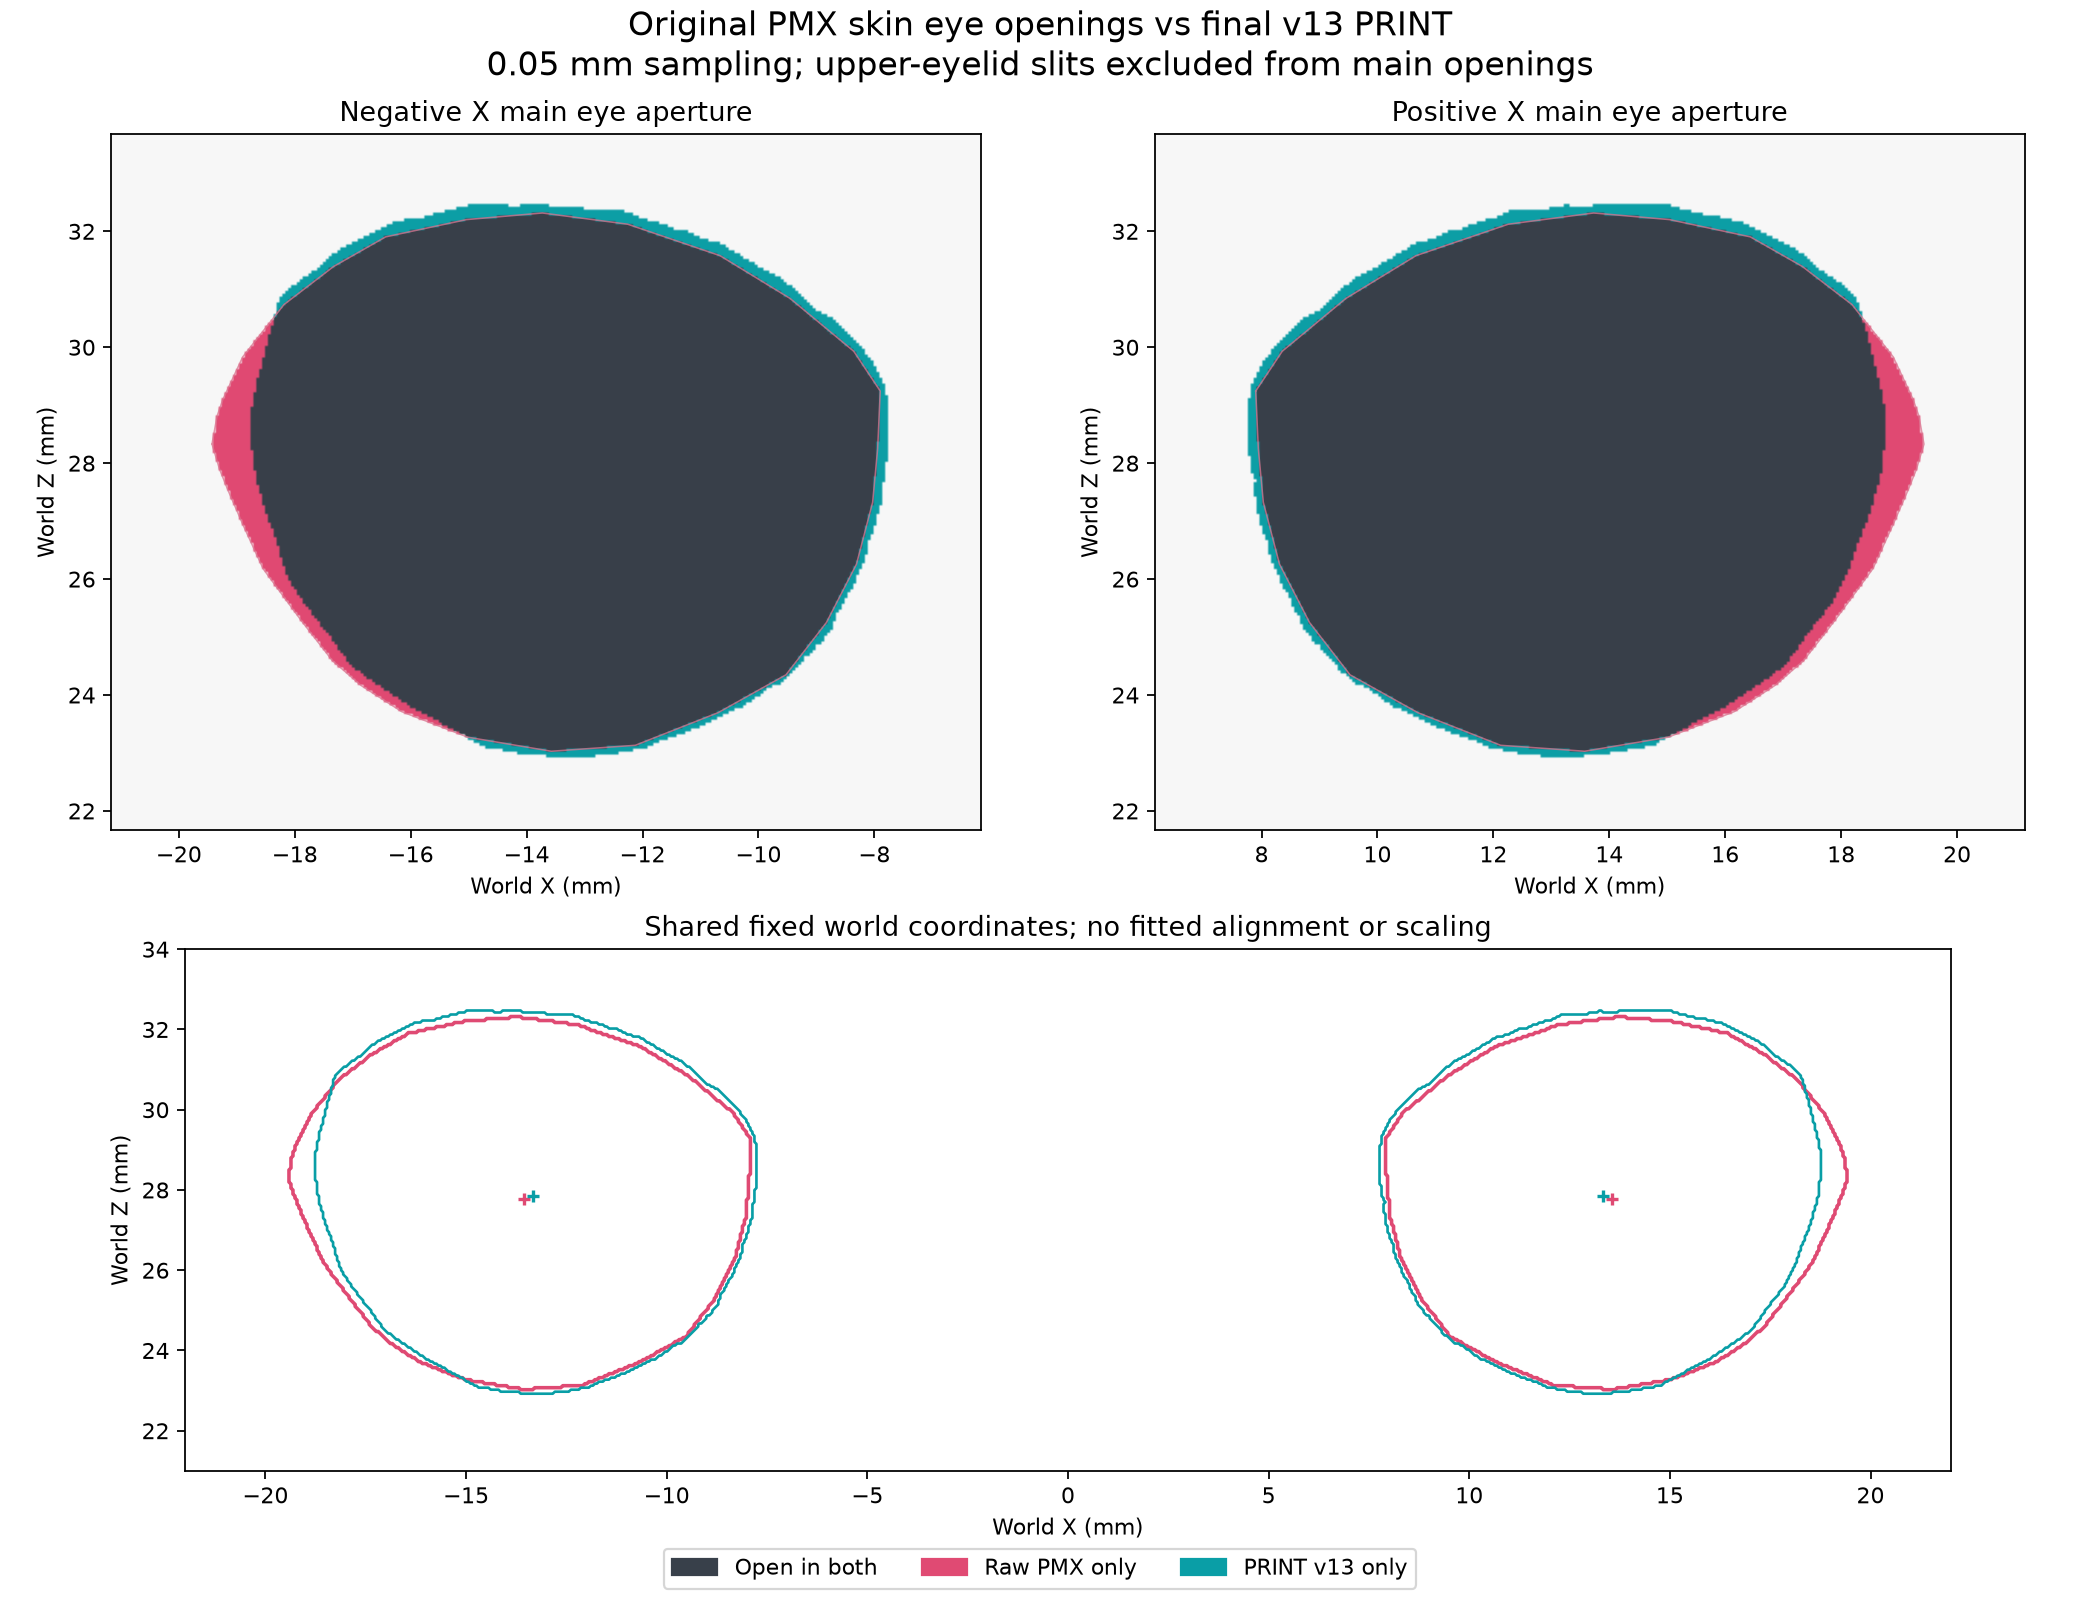 Original PMX skin eye openings vs final v13 PRINT
0.05 mm sampling; upper-eyelid slits excluded from main openings
Negative X main eye aperture
World Z (mm)
32
30
28
26
24
22
−20 −18 −16 −14 −12 −10 −8
World X (mm)
Positive X main eye aperture
World Z (mm)
32
30
28
26
24
22
8 10 12 14 16 18 20
World X (mm)
Shared fixed world coordinates; no fitted alignment or scaling
World Z (mm)
34
32
30
28
26
24
22
−20 −15 −10 −5 0 5 10 15 20
World X (mm)
Open in both Raw PMX only PRINT v13 only